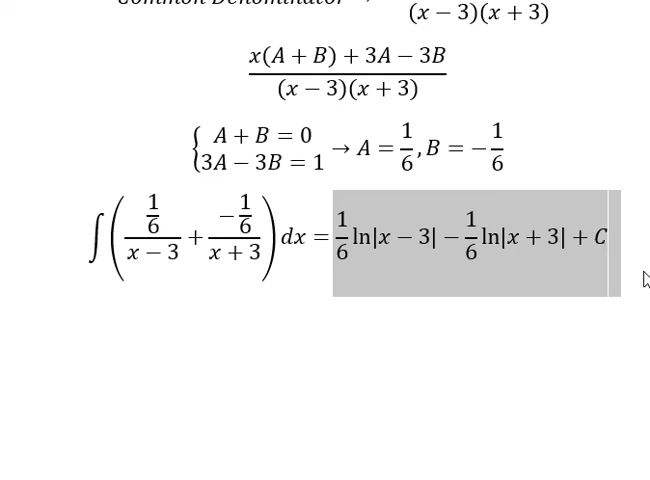 Common Denominator → 
(x − 3)(x + 3)
x(A + B) + 3A − 3B
(x − 3)(x + 3)
{ A + B = 0
3A − 3B = 1 → A = 1/6, B = −1/6
∫ ( (1/6)/(x − 3) + (−1/6)/(x + 3) ) dx = 1/6 ln|x − 3| − 1/6 ln|x + 3| + C